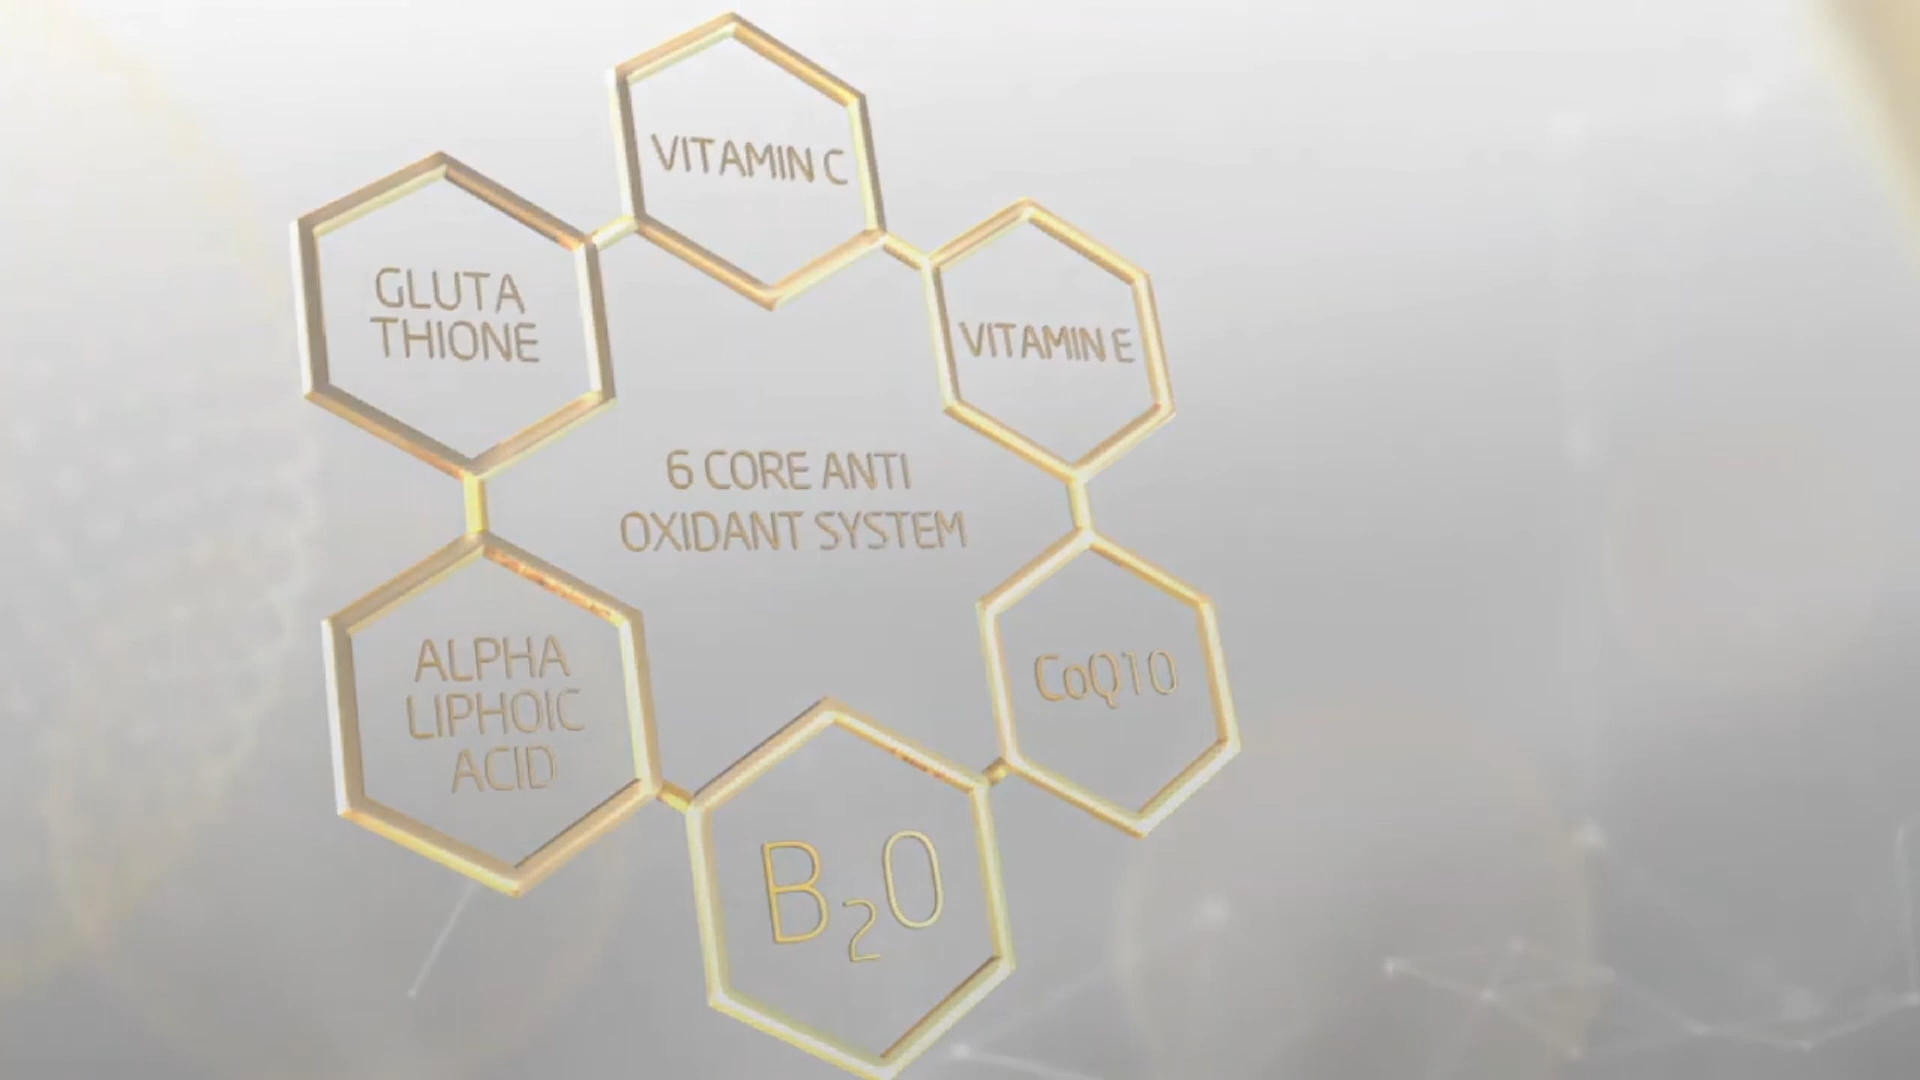 VITAMIN C
GLUTA
THIONE
VITAMIN E
6 CORE ANTI
OXIDANT SYSTEM
ALPHA
LIPHOIC
ACID
CoQ10
B₂O